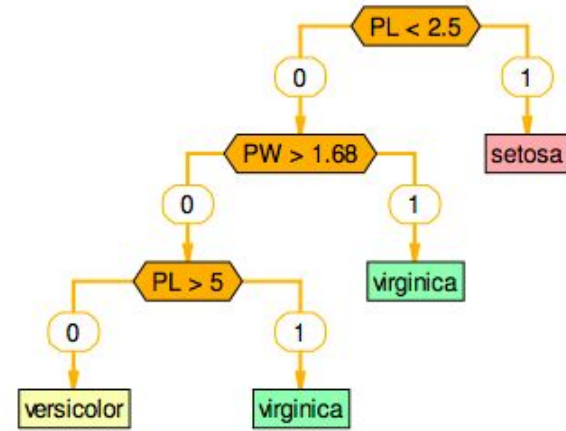 PL < 2.5
0
1
PW > 1.68
setosa
0
1
PL > 5
virginica
0
1
versicolor
virginica